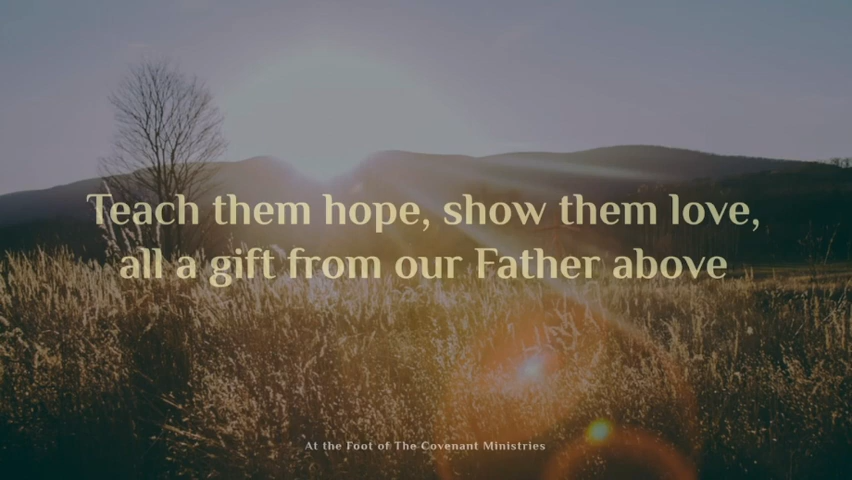 Teach them hope, show them love,
all a gift from our Father above
At the Foot of The Covenant Ministries